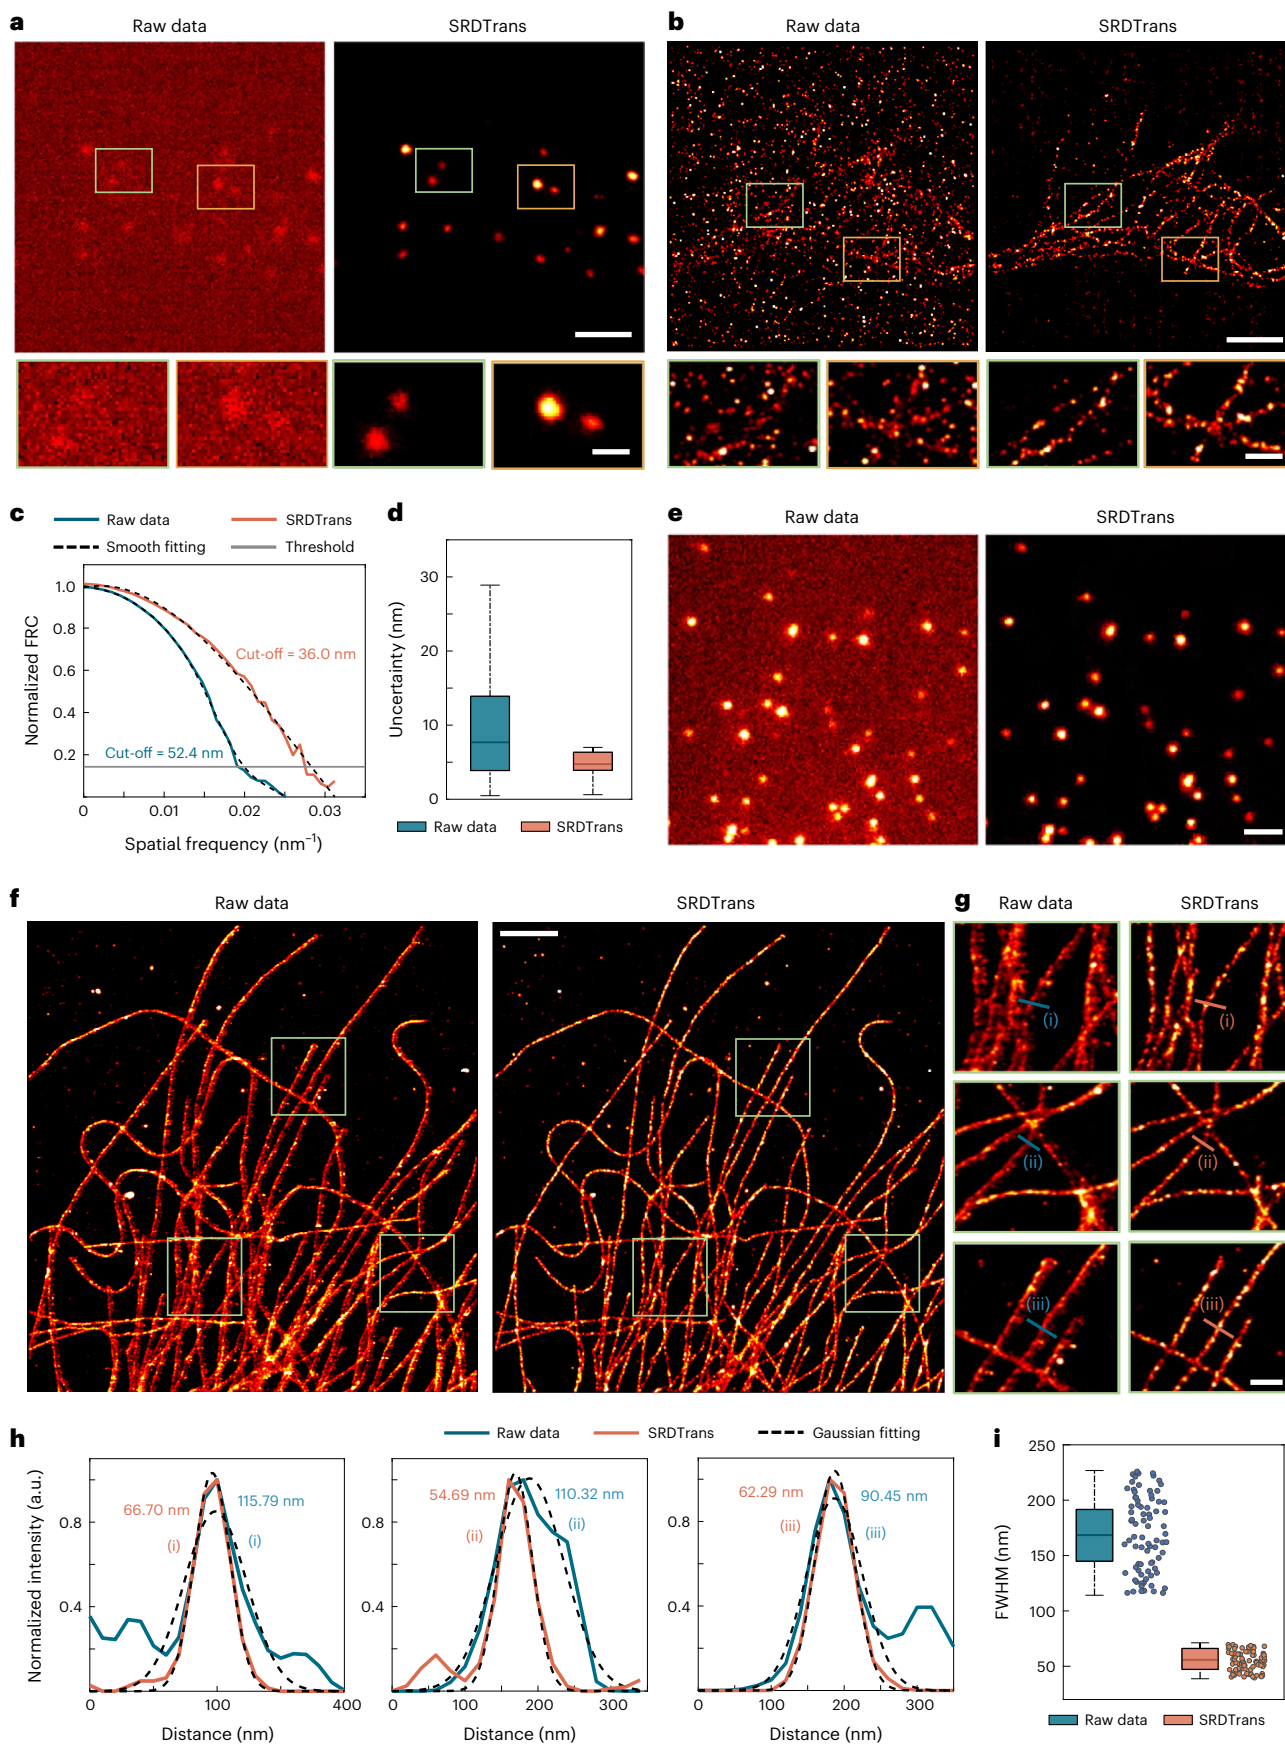 a
Raw data
SRDTrans
b
Raw data
SRDTrans
c
Raw data
SRDTrans
Smooth fitting
Threshold
Normalized FRC
1.0
0.8
0.6
0.4
0.2
Cut-off = 36.0 nm
Cut-off = 52.4 nm
0
0.01
0.02
0.03
Spatial frequency (nm⁻¹)
d
Uncertainty (nm)
30
20
10
0
Raw data
SRDTrans
e
Raw data
SRDTrans
f
Raw data
SRDTrans
g
Raw data
SRDTrans
(i)
(i)
(ii)
(ii)
(iii)
(iii)
h
Raw data
SRDTrans
Gaussian fitting
Normalized intensity (a.u.)
0.8
0.4
66.70 nm
115.79 nm
(i)
(i)
0
100
400
Distance (nm)
0.8
0.4
54.69 nm
110.32 nm
(ii)
(ii)
0
100
200
300
Distance (nm)
0.8
0.4
62.29 nm
90.45 nm
(iii)
(iii)
0
100
200
300
Distance (nm)
i
FWHM (nm)
250
200
150
100
50
Raw data
SRDTrans